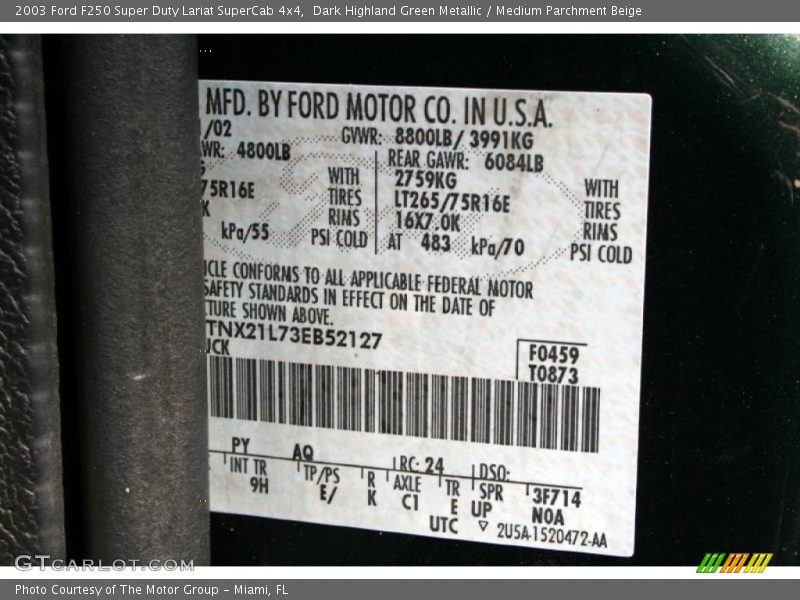 2003 Ford F250 Super Duty Lariat SuperCab 4x4,  Dark Highland Green Metallic / Medium Parchment Beige
MFD. BY FORD MOTOR CO. IN U.S.A.
/02
GVWR: 8800LB/ 3991KG
WR: 4800LB
REAR GAWR: 6084LB
WITH
2759KG
WITH
75R16E
TIRES
LT265/75R16E
TIRES
K
RIMS
16X7.0K
RIMS
kPa/55
PSI COLD
AT 483 kPa/70
PSI COLD
ICLE CONFORMS TO ALL APPLICABLE FEDERAL MOTOR
SAFETY STANDARDS IN EFFECT ON THE DATE OF
TURE SHOWN ABOVE.
TNX21L73EB52127
UCK
F0459
T0873
PY
AQ
RC: 24
DSO:
INT TR
TP/PS
R
AXLE
TR
SPR
3F714
9H
E/
K
C1
E
UP
NOA
UTC
▽ 2U5A-1520472-AA
GTCarLot.com
Photo Courtesy of The Motor Group - Miami, FL